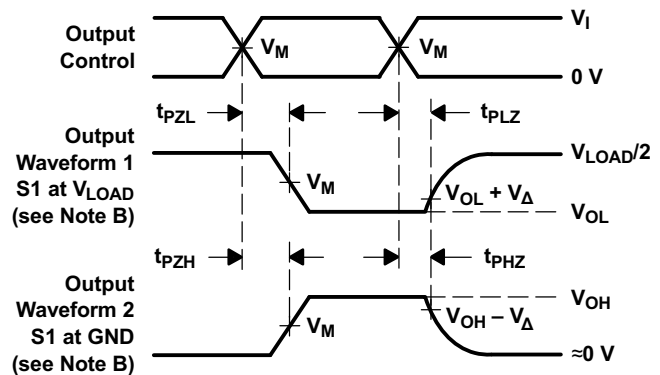 Output
Control
V_M
V_M
V_I
0 V
t_PZL
t_PLZ
Output
Waveform 1
S1 at V_LOAD
(see Note B)
V_M
V_LOAD/2
V_OL + V_Δ
V_OL
t_PZH
t_PHZ
Output
Waveform 2
S1 at GND
(see Note B)
V_M
V_OH
V_OH − V_Δ
≈0 V